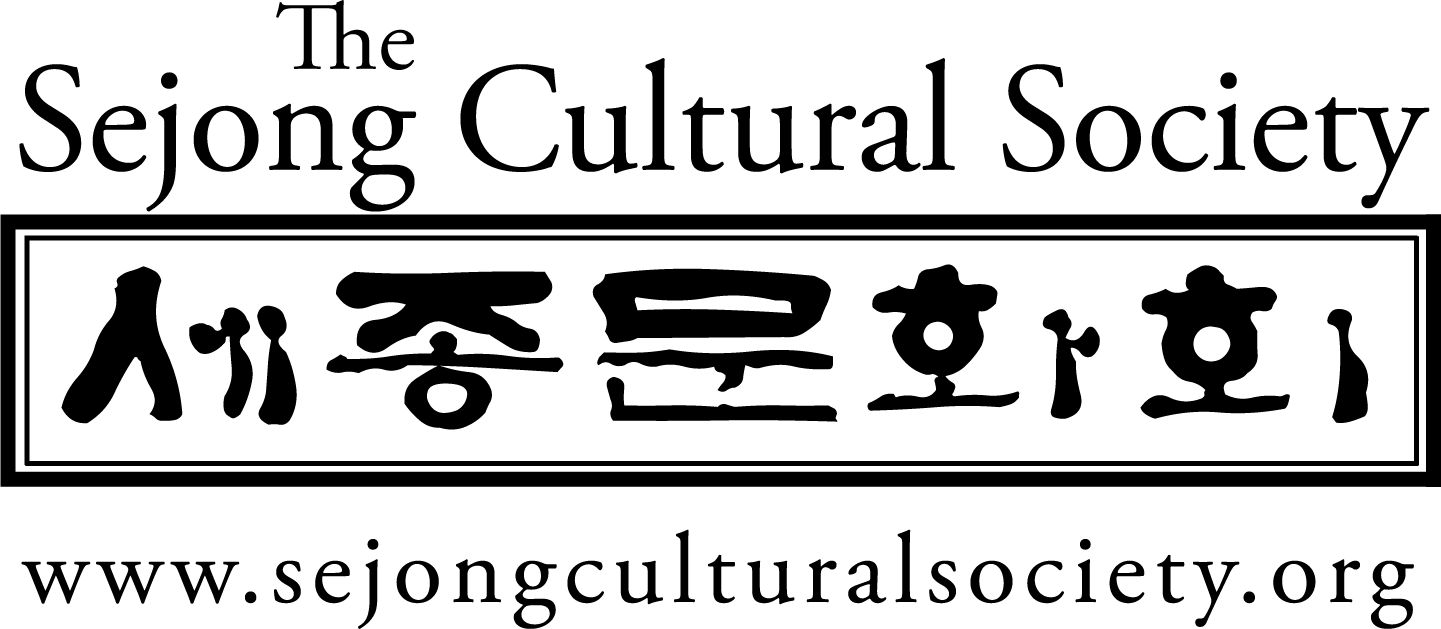 The
Sejong Cultural Society
세종문화회
www.sejongculturalsociety.org